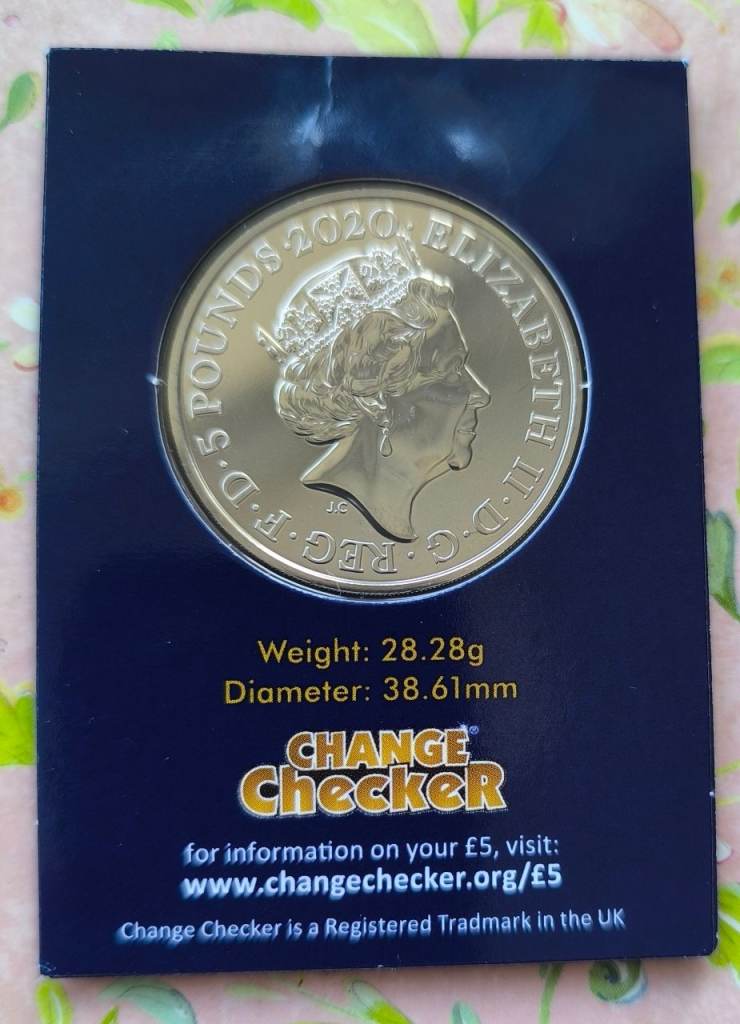 ELIZABETH II · D · G · REG · F · D · 5 POUNDS · 2020 ·
J.C
Weight: 28.28g
Diameter: 38.61mm
CHANGE
CheckeR®
for information on your £5, visit:
www.changechecker.org/£5
Change Checker is a Registered Tradmark in the UK